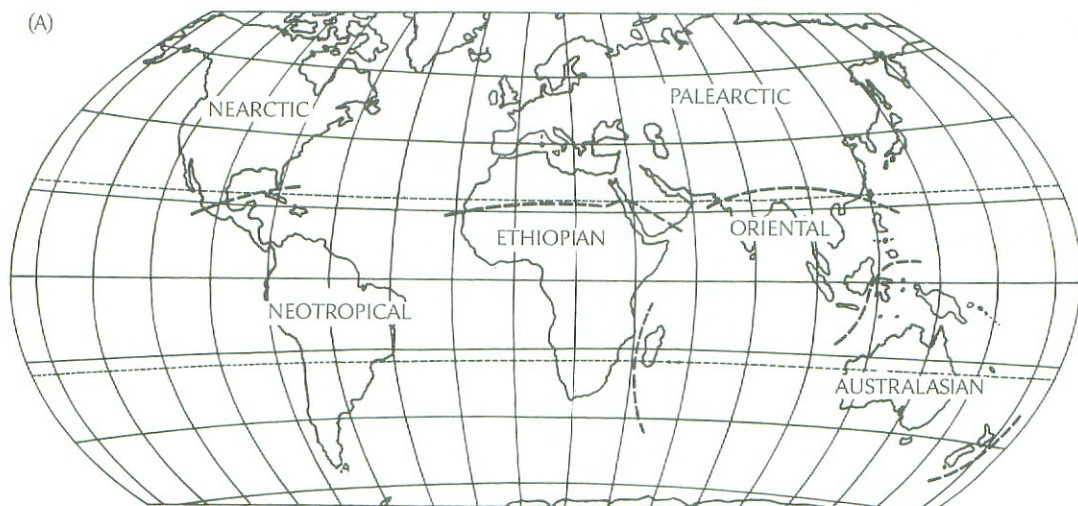 (A)
NEARCTIC
PALEARCTIC
ETHIOPIAN
ORIENTAL
NEOTROPICAL
AUSTRALASIAN